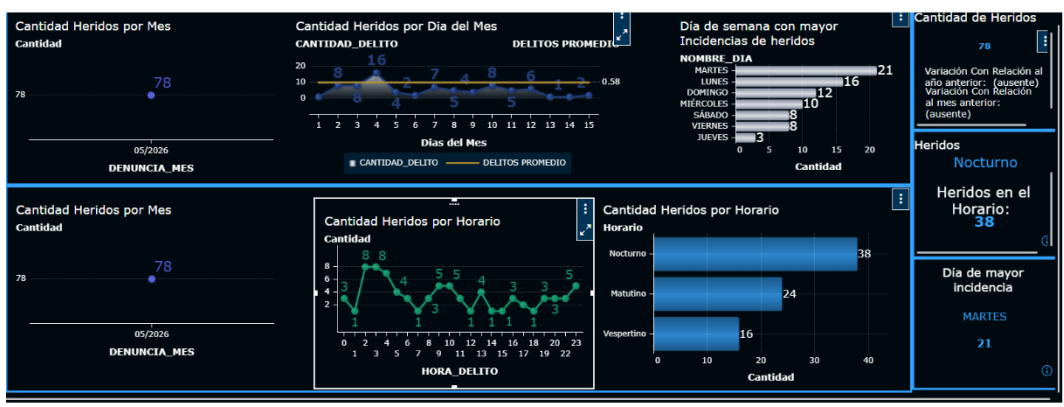 Cantidad Heridos por Mes
Cantidad
78
78
05/2026
DENUNCIA_MES
Cantidad Heridos por Dia del Mes
CANTIDAD_DELITO DELITOS PROMEDIO
20
10
0
8 8 16 4 2 7 5 4 8 5 6 1 2
0.58
1 2 3 4 5 6 7 8 9 10 11 12 13 14 15
Dias del Mes
CANTIDAD_DELITO DELITOS PROMEDIO
Día de semana con mayor
Incidencias de heridos
NOMBRE_DIA
MARTES 21
LUNES 16
DOMINGO 12
MIÉRCOLES 10
SÁBADO 8
VIERNES 8
JUEVES 3
0 5 10 15 20
Cantidad
Cantidad de Heridos
78
Variación Con Relación al
año anterior: (ausente)
Variación Con Relación
al mes anterior:
(ausente)
Heridos
Nocturno
Heridos en el
Horario:
38
Cantidad Heridos por Mes
Cantidad
78
78
05/2026
DENUNCIA_MES
Cantidad Heridos por Horario
Cantidad
8
6
4
2
3 1 8 8 4 1 3 5 5 1 4 1 1 3 1 3 3 5
0 2 4 6 8 10 12 14 16 18 20 22
1 3 5 7 9 11 13 15 17 19 21 23
HORA_DELITO
Cantidad Heridos por Horario
Horario
Nocturno 38
Matutino 24
Vespertino 16
0 10 20 30 40
Cantidad
Día de mayor
incidencia
MARTES
21